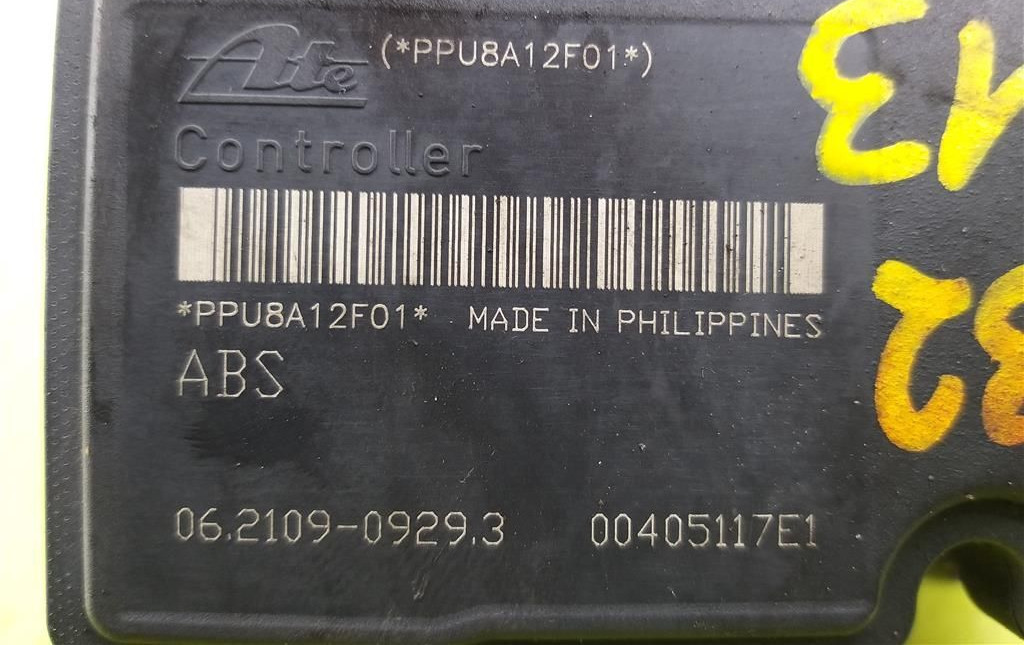 Ate (*PPU8A12F01*)
Controller
*PPU8A12F01* MADE IN PHILIPPINES
ABS
06.2109-0929.3 00405117E1